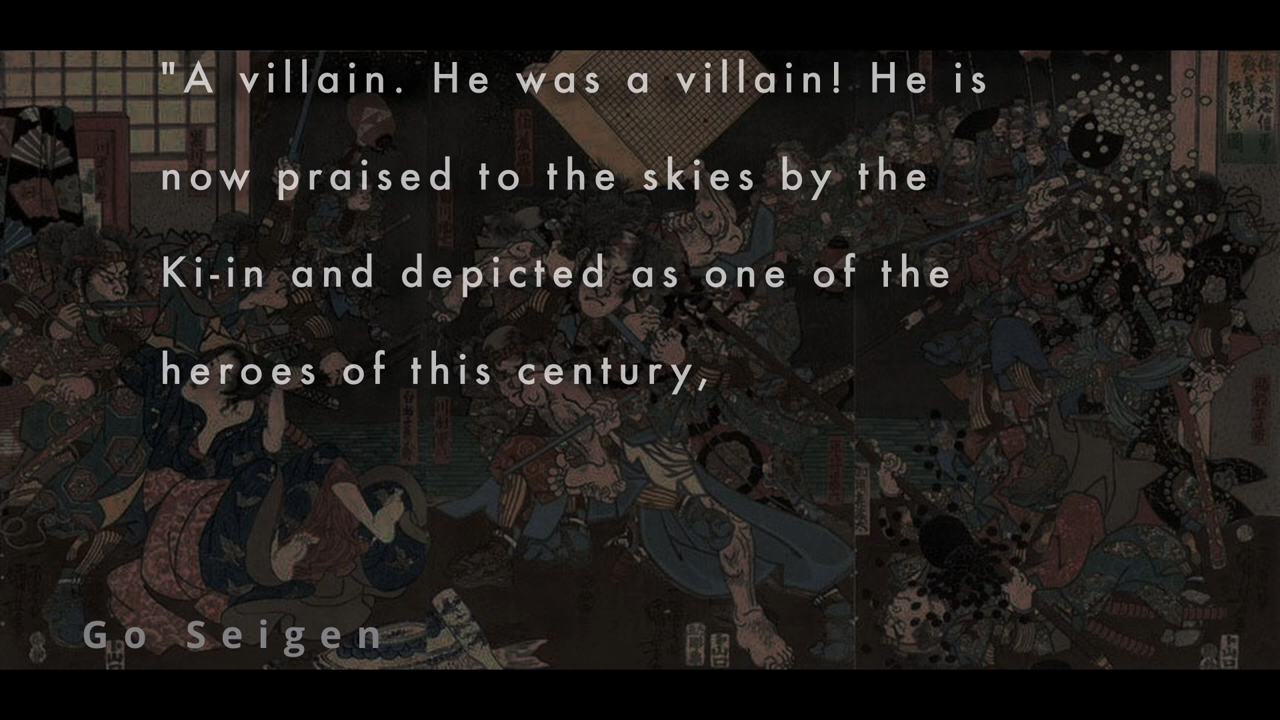 "A villain. He was a villain! He is
now praised to the skies by the
Ki-in and depicted as one of the
heroes of this century,
Go Seigen